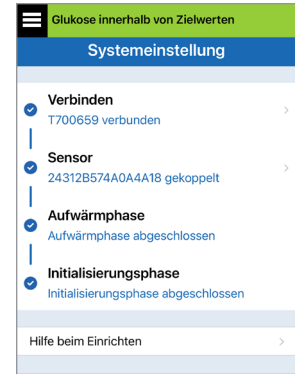 Glukose innerhalb von Zielwerten
Systemeinstellung
Verbinden
T700659 verbunden
Sensor
24312B574A0A4A18 gekoppelt
Aufwärmphase
Aufwärmphase abgeschlossen
Initialisierungsphase
Initialisierungsphase abgeschlossen
Hilfe beim Einrichten